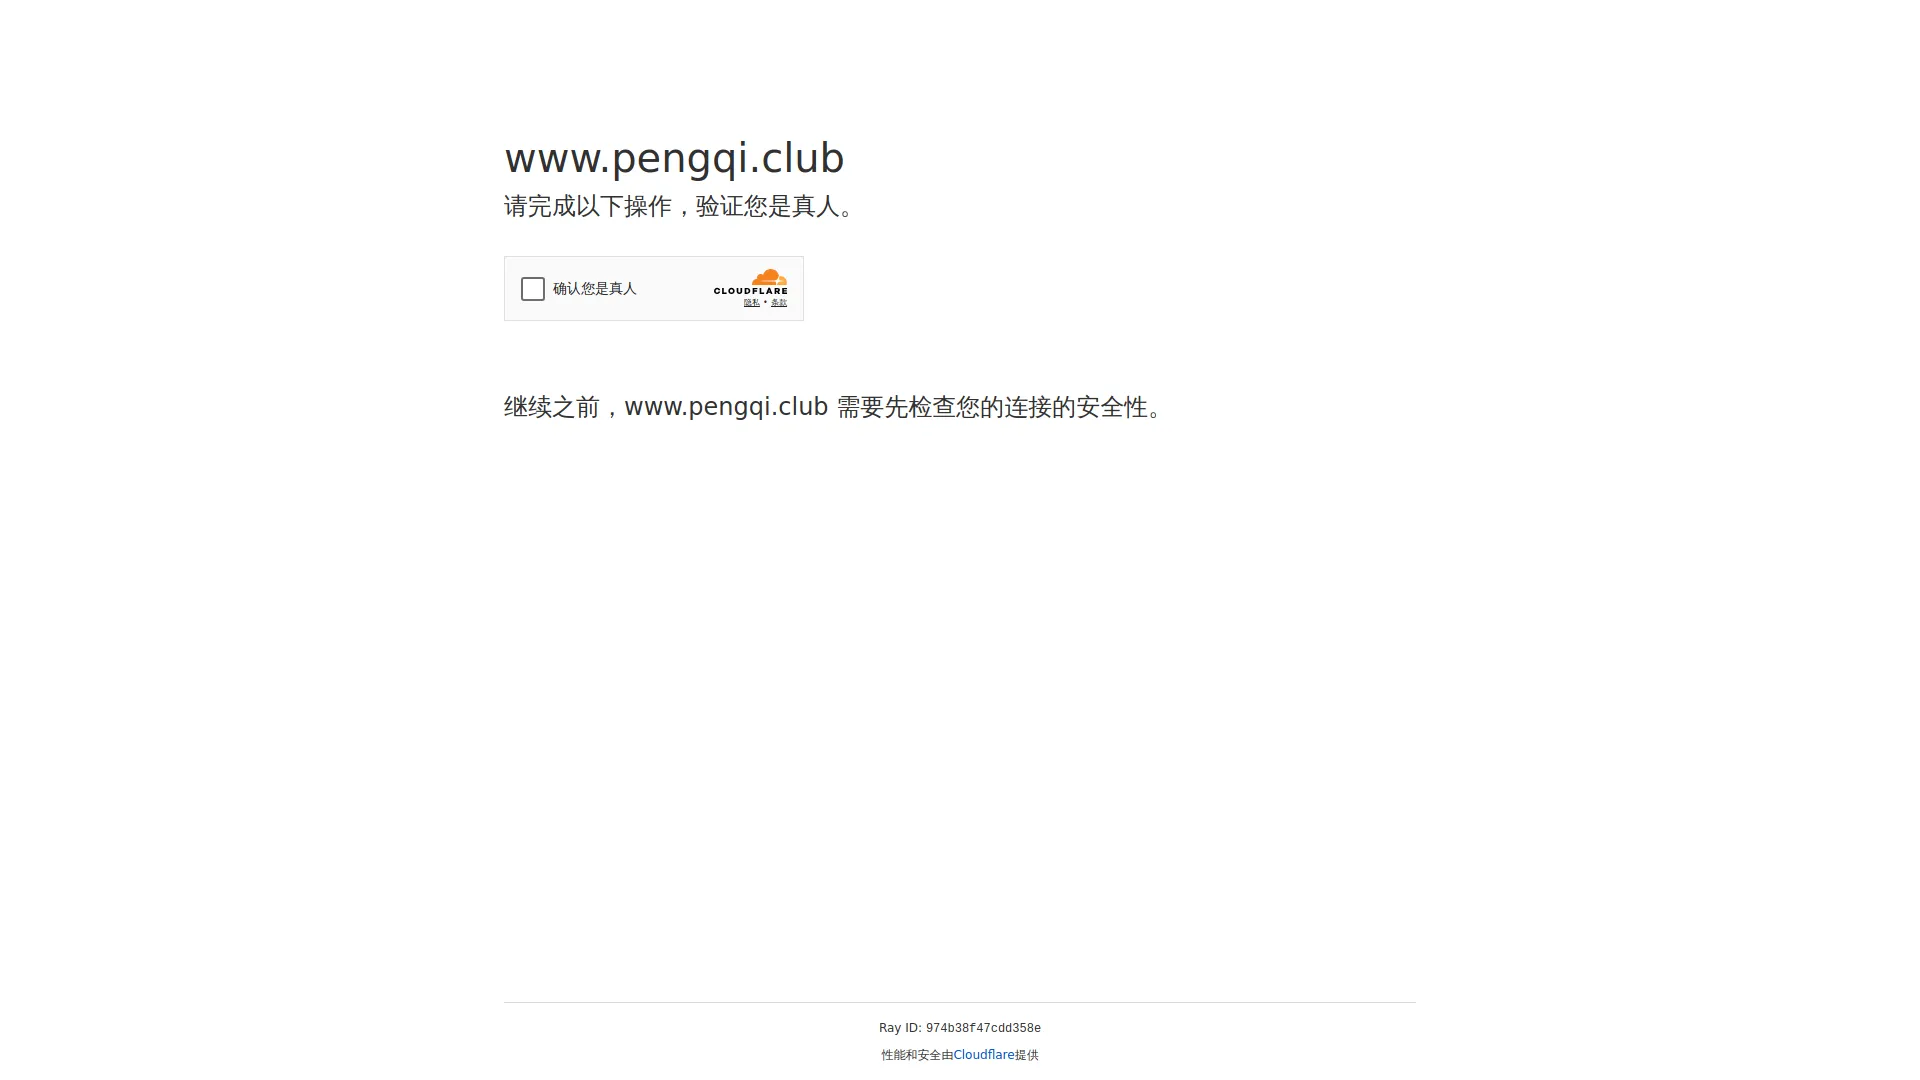 www.pengqi.club
请完成以下操作，验证您是真人。
确认您是真人
CLOUDFLARE
隐私 • 条款
继续之前，www.pengqi.club 需要先检查您的连接的安全性。
Ray ID: 974b38f47cdd358e
性能和安全由Cloudflare提供